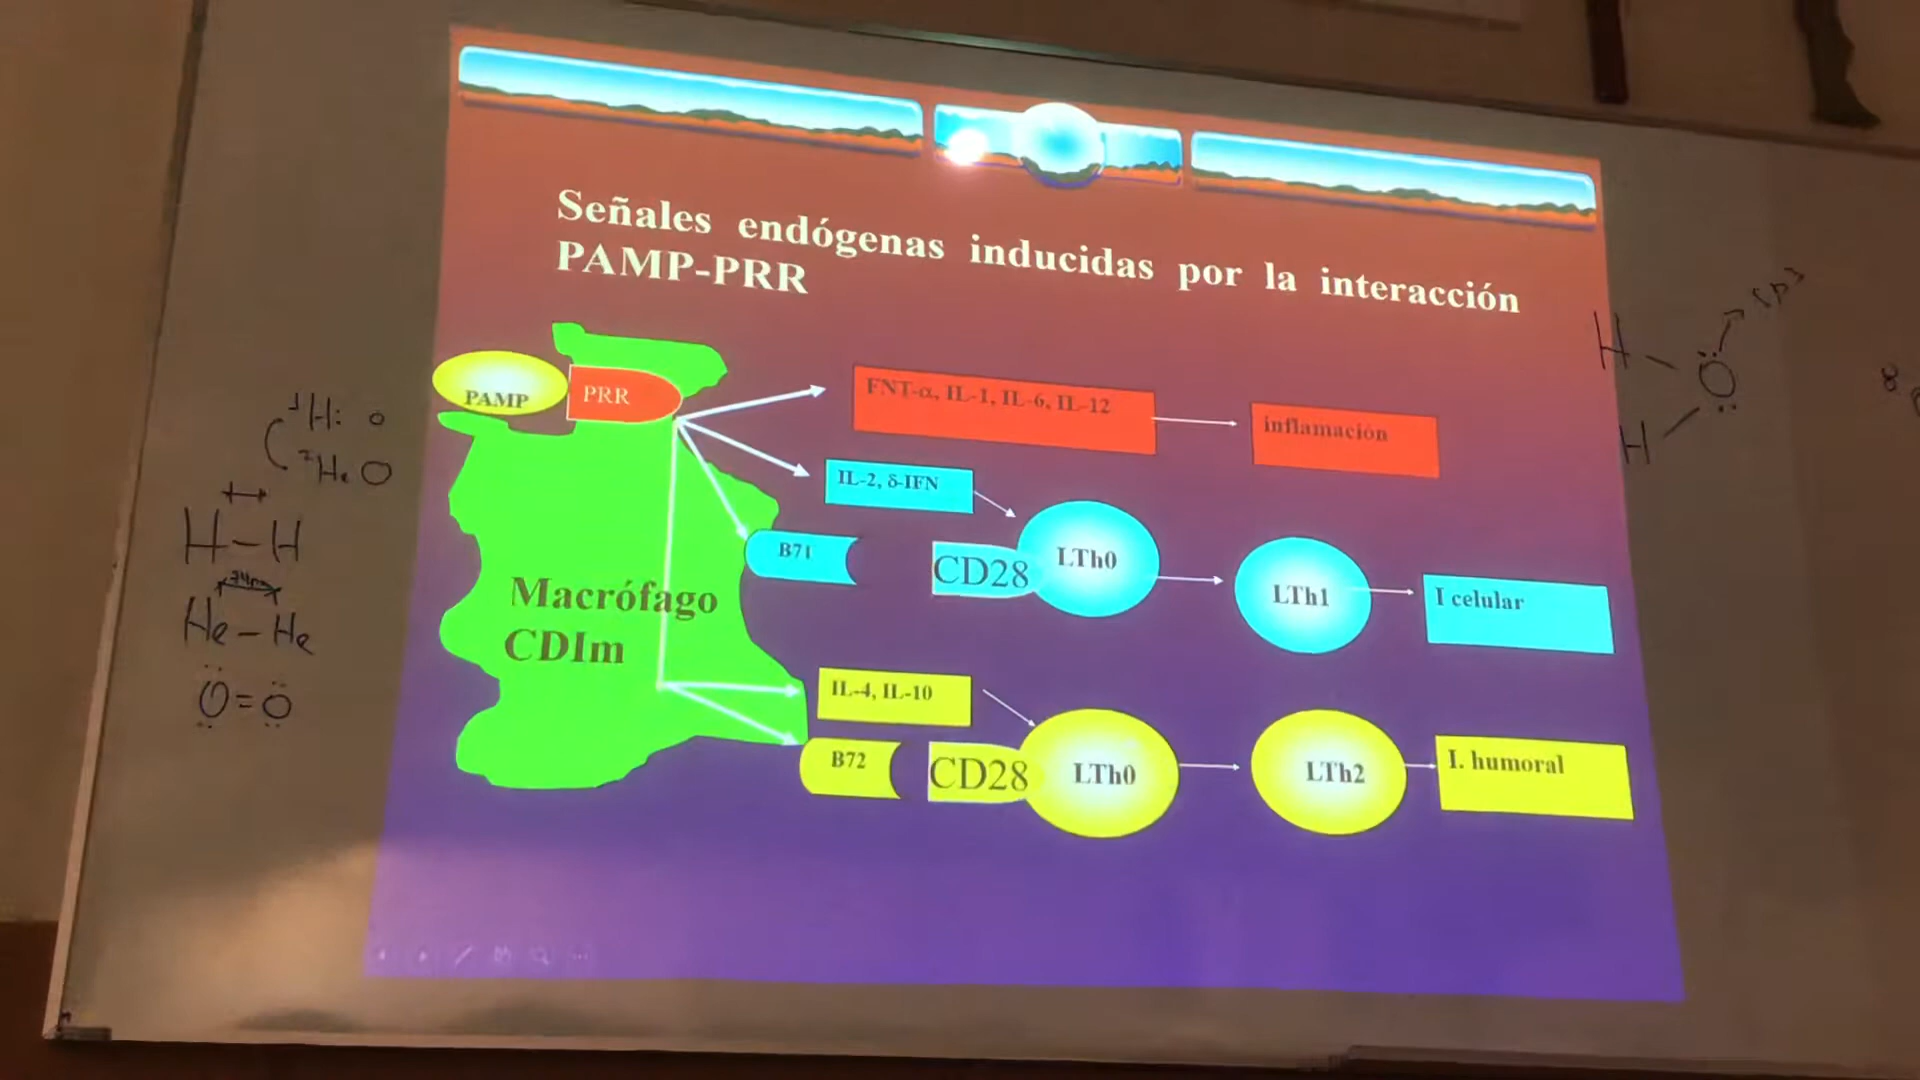 Señales endógenas inducidas por la interacción
PAMP-PRR
PAMP
PRR
FNT-α, IL-1, IL-6, IL-12
inflamación
IL-2, δ-IFN
B71
CD28
LTh0
LTh1
I celular
Macrófago
CDIm
IL-4, IL-10
B72
CD28
LTh0
LTh2
I. humoral
H:
He
H-H
He-He
O=O
H
O
H